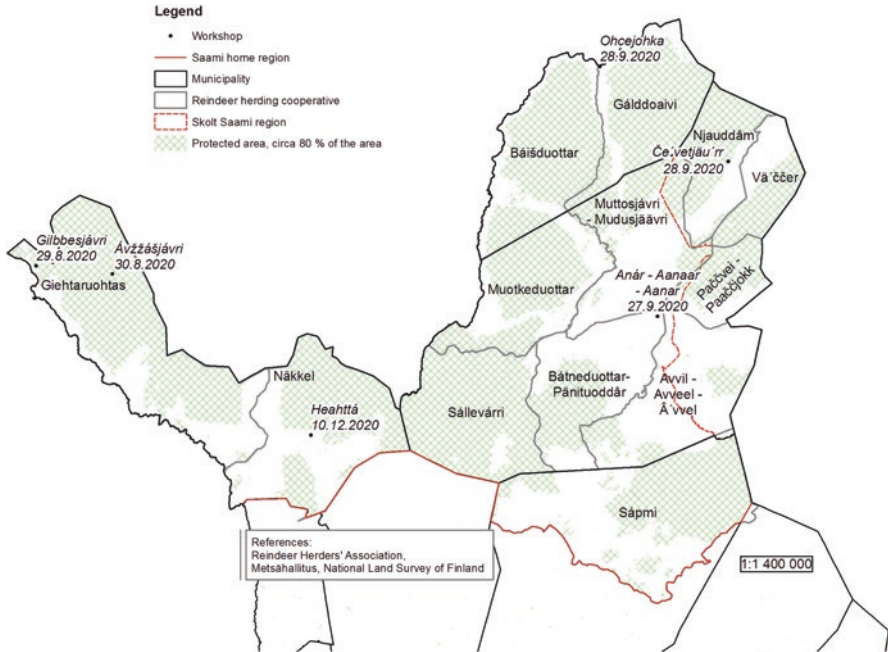 Legend
Workshop
Saami home region
Municipality
Reindeer herding cooperative
Skolt Saami region
Protected area, circa 80 % of the area
Ohcejohka
28.9.2020
Gálddoaivi
Báišduottar
Njauddâm
Če´vetjäu´rr
28.9.2020
Vä´ččer
Muttosjávri
- Mudusjäävri
Gilbbesjávri
29.8.2020
Ávžžášjávri
30.8.2020
Giehtaruohtas
Muotkeduottar
Anár - Aanaar
- Aanar
27.9.2020
Paččvei -
Paaččjokk
Näkkel
Heahttá
10.12.2020
Sállevárri
Bátneduottar-
Pänituoddâr
Avvil -
Avveel -
Â´vvel
Sápmi
References:
Reindeer Herders' Association,
Metsähallitus, National Land Survey of Finland
1:1 400 000